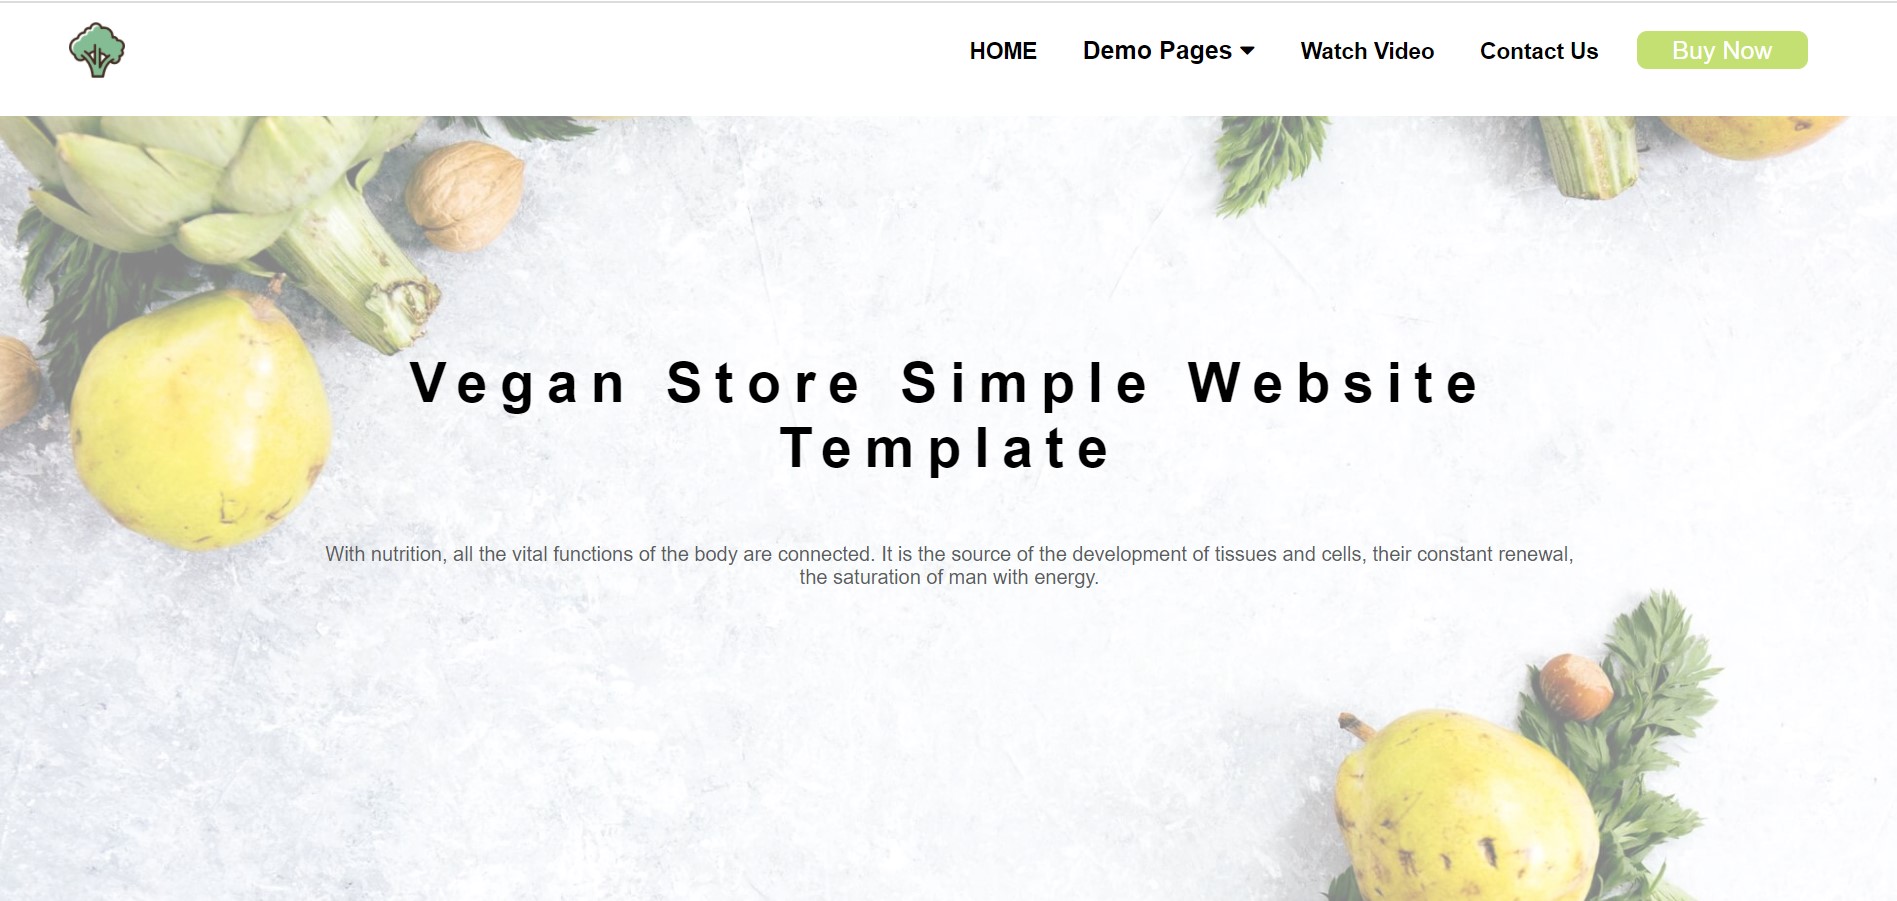 HOME Demo Pages Watch Video Contact Us Buy Now
Vegan Store Simple Website
Template
With nutrition, all the vital functions of the body are connected. It is the source of the development of tissues and cells, their constant renewal,
the saturation of man with energy.